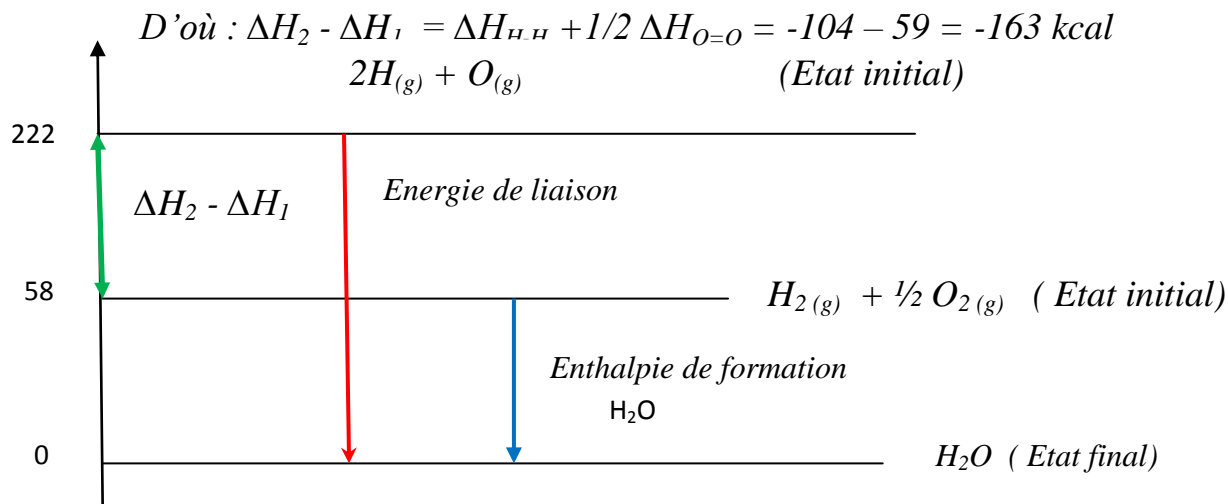 D'où : ΔH2 - ΔH1 = ΔHH-H +1/2 ΔHO=O = -104 – 59 = -163 kcal
2H(g) + O(g) (Etat initial)
222
Energie de liaison
ΔH2 - ΔH1
58
H2 (g) + ½ O2 (g) ( Etat initial)
Enthalpie de formation
H2O
0
H2O ( Etat final)